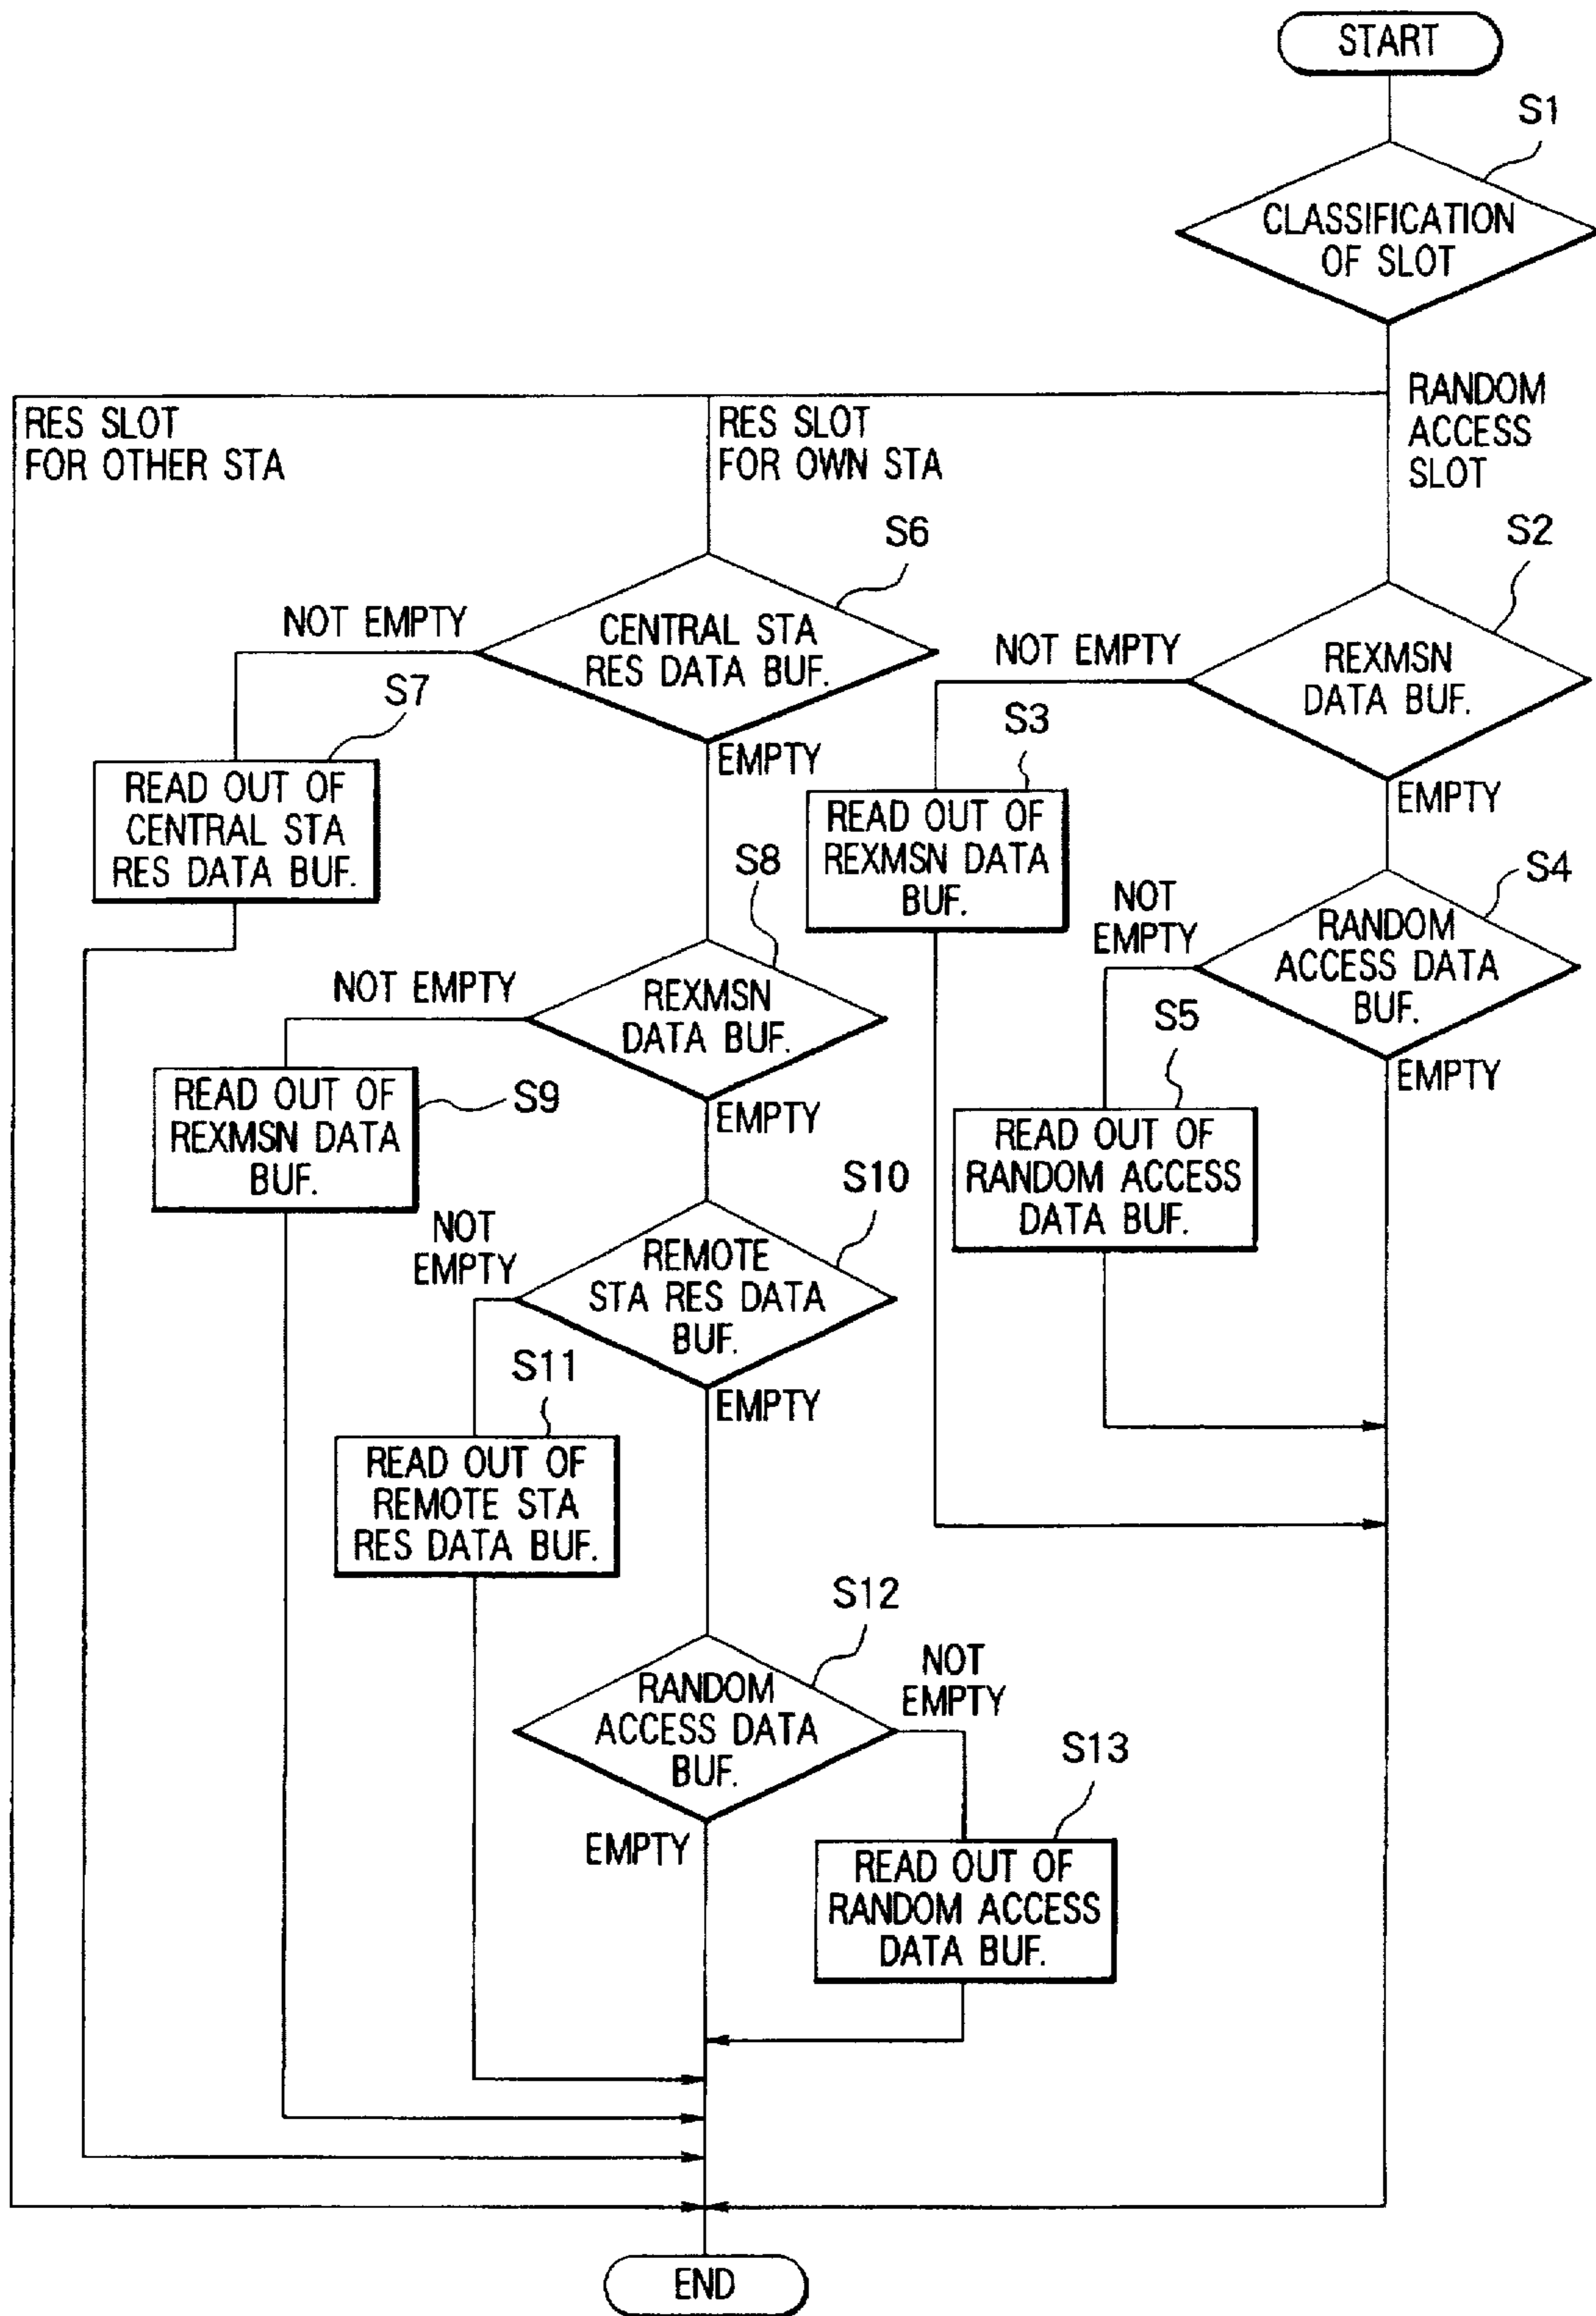 START
S1
CLASSIFICATION
OF SLOT
RES SLOT
FOR OTHER STA
RES SLOT
FOR OWN STA
RANDOM
ACCESS
SLOT
S6
NOT EMPTY
CENTRAL STA
RES DATA BUF.
EMPTY
S7
READ OUT OF
CENTRAL STA
RES DATA BUF.
S2
NOT EMPTY
REXMSN
DATA BUF.
EMPTY
S3
READ OUT OF
REXMSN DATA
BUF.
S8
NOT EMPTY
REXMSN
DATA BUF.
EMPTY
S4
NOT
EMPTY
RANDOM
ACCESS DATA
BUF.
EMPTY
S9
READ OUT OF
REXMSN DATA
BUF.
S5
READ OUT OF
RANDOM ACCESS
DATA BUF.
S10
NOT
EMPTY
REMOTE
STA RES DATA
BUF.
EMPTY
S11
READ OUT OF
REMOTE STA
RES DATA BUF.
S12
RANDOM
ACCESS DATA
BUF.
NOT
EMPTY
EMPTY
S13
READ OUT OF
RANDOM ACCESS
DATA BUF.
END